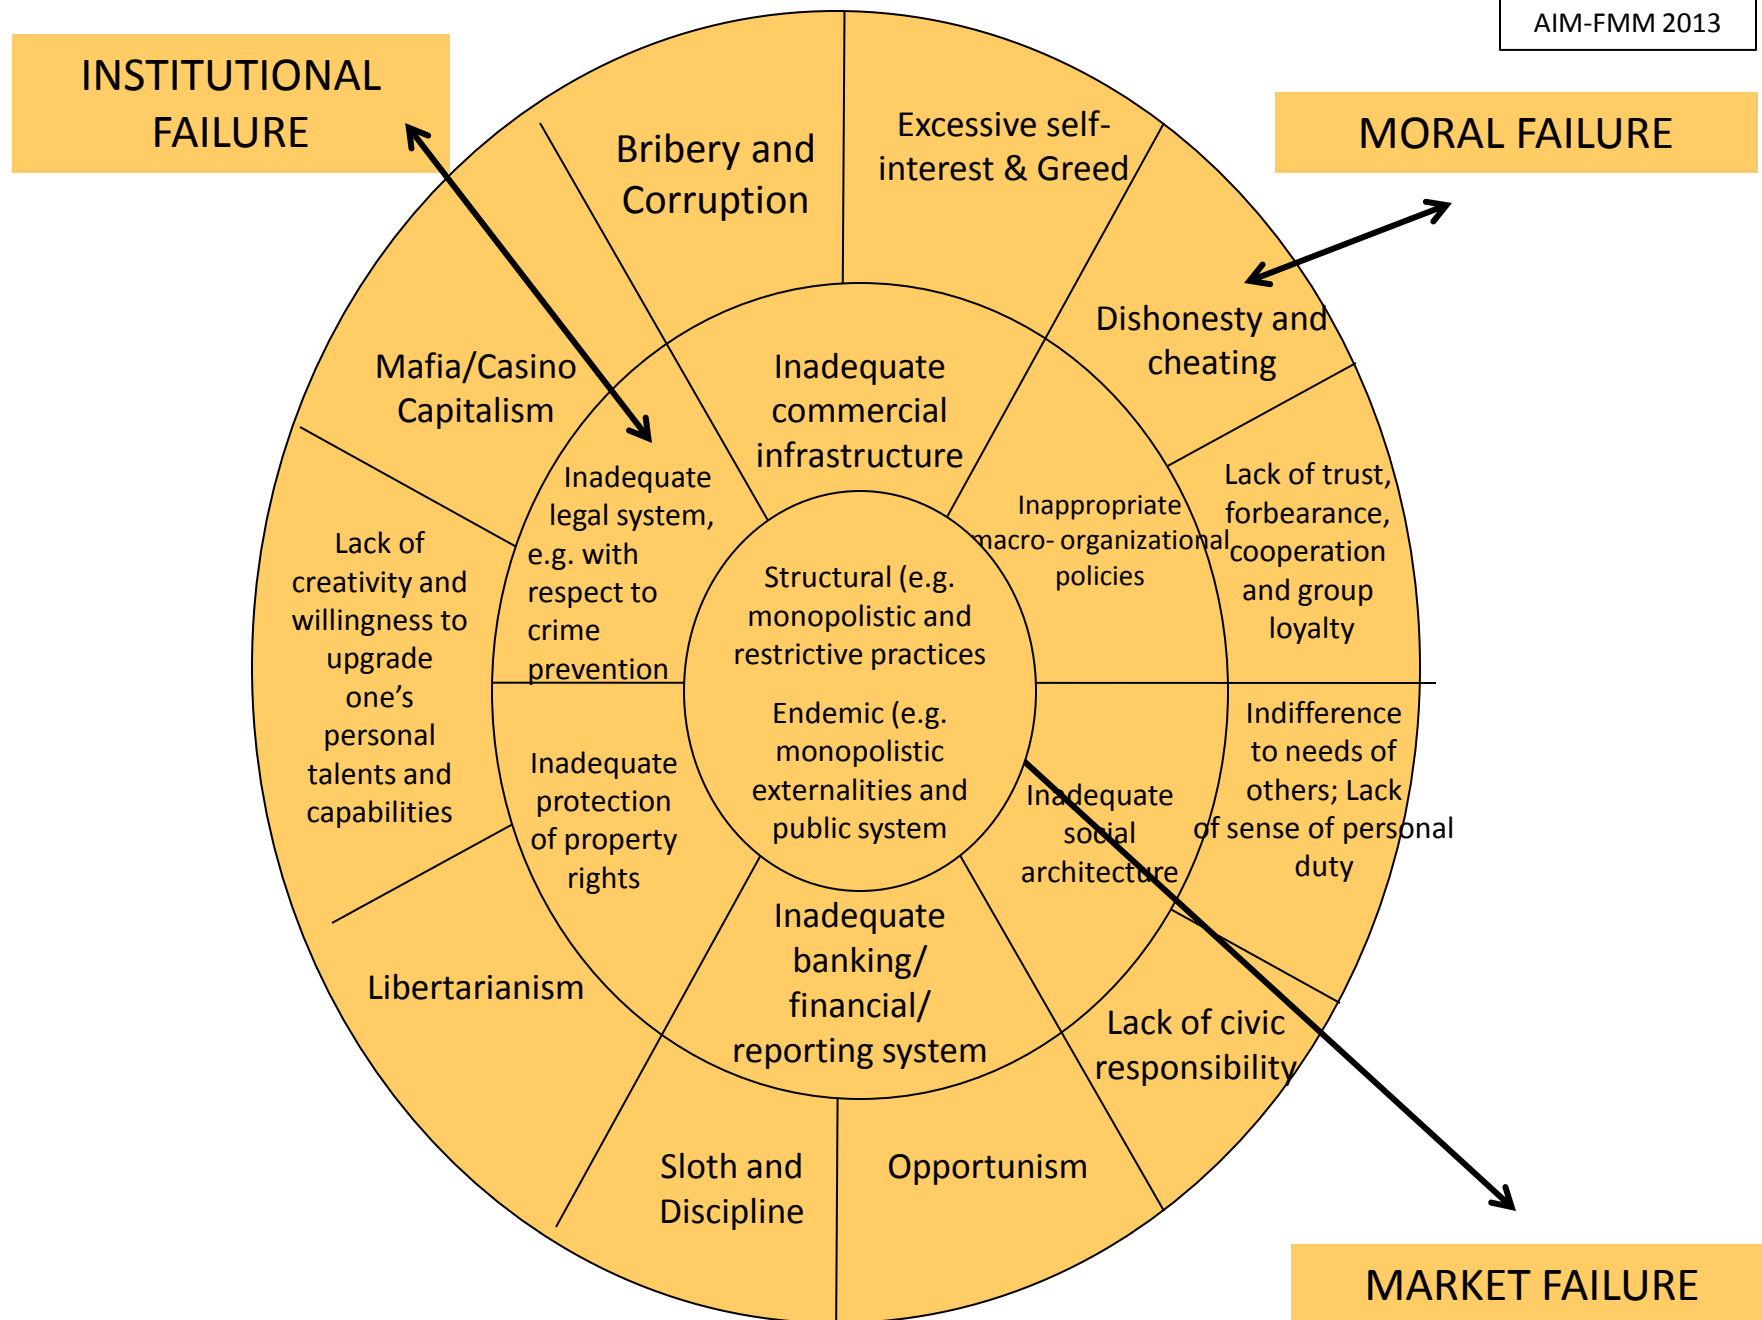 AIM-FMM 2013
INSTITUTIONAL
FAILURE
MORAL FAILURE
Bribery and
Corruption
Excessive self-
interest & Greed
Dishonesty and
cheating
Mafia/Casino
Capitalism
Inadequate
commercial
infrastructure
Inadequate
legal system,
e.g. with
respect to
crime
prevention
Inappropriate
macro- organizational
policies
Lack of trust,
forbearance,
cooperation
and group
loyalty
Lack of
creativity and
willingness to
upgrade
one's
personal
talents and
capabilities
Structural (e.g.
monopolistic and
restrictive practices
Endemic (e.g.
monopolistic
externalities and
public system
Indifference
to needs of
others; Lack
of sense of personal
duty
Inadequate
protection
of property
rights
Inadequate
social
architecture
Inadequate
banking/
financial/
reporting system
Libertarianism
Lack of civic
responsibility
Sloth and
Discipline
Opportunism
MARKET FAILURE